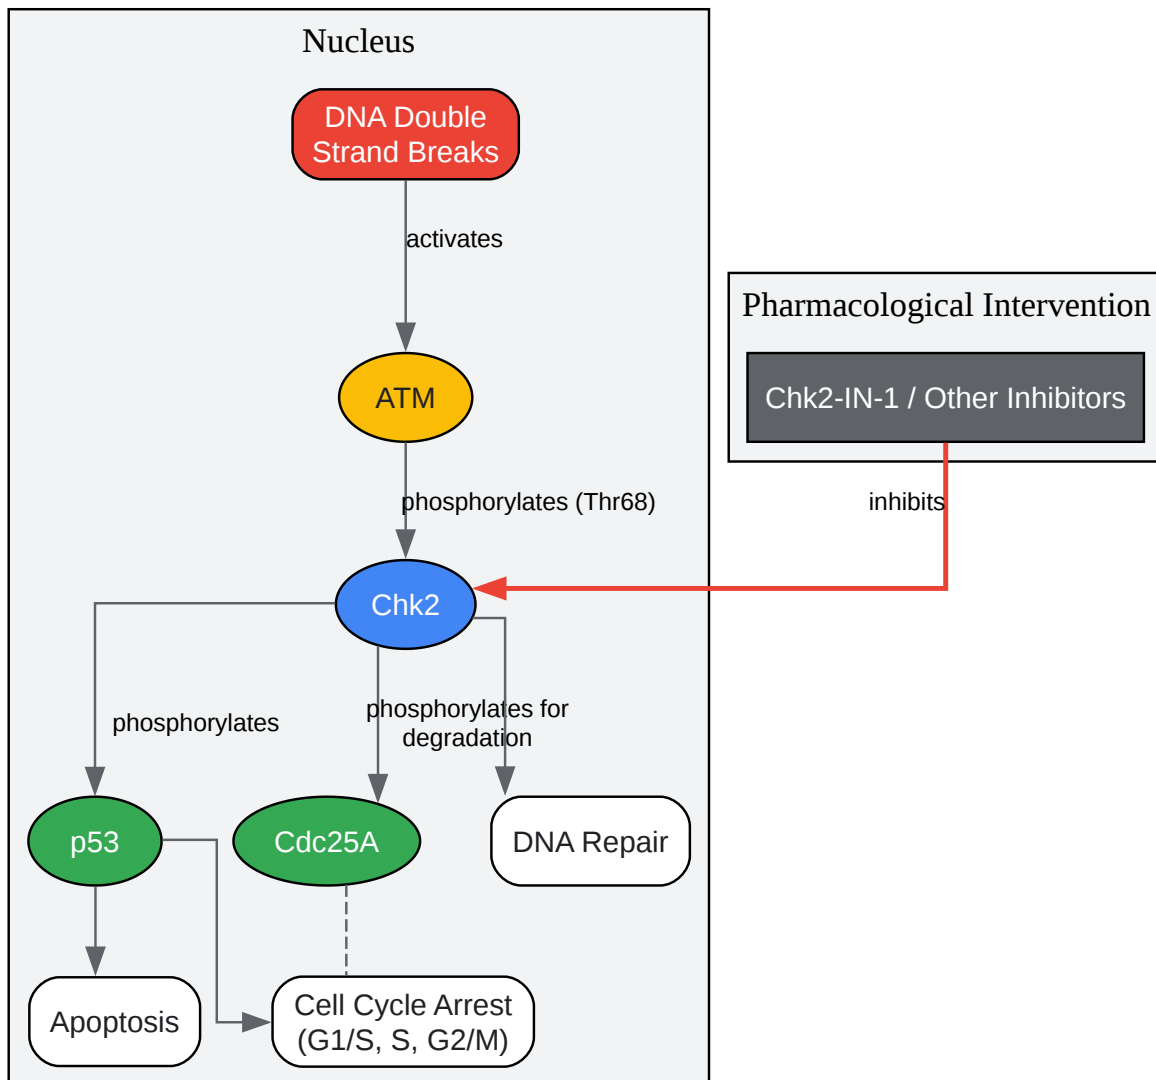 Nucleus
DNA Double
Strand Breaks
activates
Pharmacological Intervention
ATM
Chk2-IN-1 / Other Inhibitors
phosphorylates (Thr68)
inhibits
Chk2
phosphorylates
phosphorylates for
degradation
p53
Cdc25A
DNA Repair
Apoptosis
Cell Cycle Arrest
(G1/S, S, G2/M)